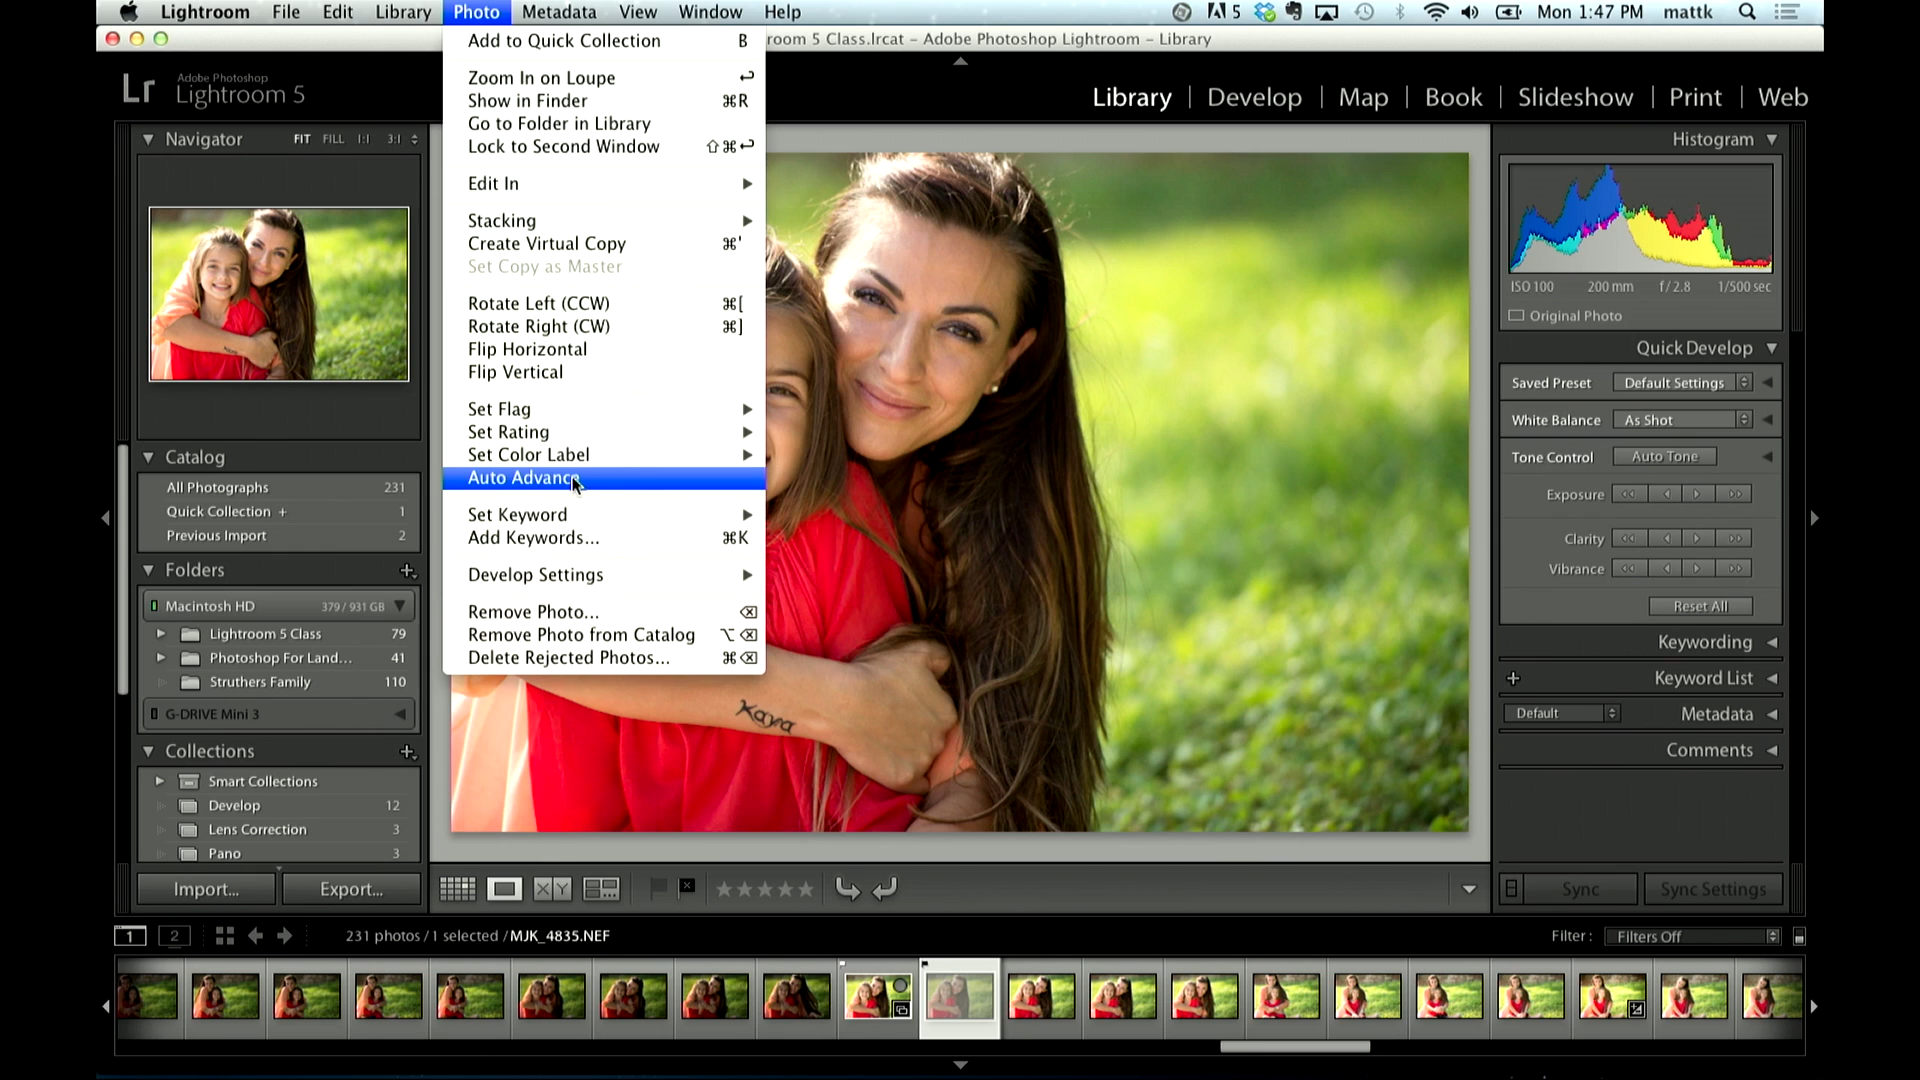 Lightroom File Edit Library Photo Metadata View Window Help 5 Mon 1:47 PM mattk
room 5 Class.lrcat – Adobe Photoshop Lightroom – Library
Lr Adobe Photoshop
Lightroom 5
Library Develop Map Book Slideshow Print Web
Add to Quick Collection B
Zoom In on Loupe ↩
Show in Finder ⌘R
Go to Folder in Library
Lock to Second Window ⇧⌘↩
Edit In
Stacking
Create Virtual Copy ⌘'
Set Copy as Master
Rotate Left (CCW) ⌘[
Rotate Right (CW) ⌘]
Flip Horizontal
Flip Vertical
Set Flag
Set Rating
Set Color Label
Auto Advance
Set Keyword
Add Keywords... ⌘K
Develop Settings
Remove Photo... ⌫
Remove Photo from Catalog ⌥⌫
Delete Rejected Photos... ⌘⌫
Navigator FIT FILL 1:1 3:1
Catalog
All Photographs 231
Quick Collection + 1
Previous Import 2
Folders
Macintosh HD 379 / 931 GB
Lightroom 5 Class 79
Photoshop For Land... 41
Struthers Family 110
G-DRIVE Mini 3
Collections
Smart Collections
Develop 12
Lens Correction 3
Pano 3
Import... Export...
Kaya
Histogram
ISO 100 200 mm f / 2.8 1/500 sec
Original Photo
Quick Develop
Saved Preset Default Settings
White Balance As Shot
Tone Control Auto Tone
Exposure
Clarity
Vibrance
Reset All
Keywording
Keyword List
Default Metadata
Comments
Sync Sync Settings
X Y
1 2 231 photos / 1 selected / MJK_4835.NEF Filter : Filters Off